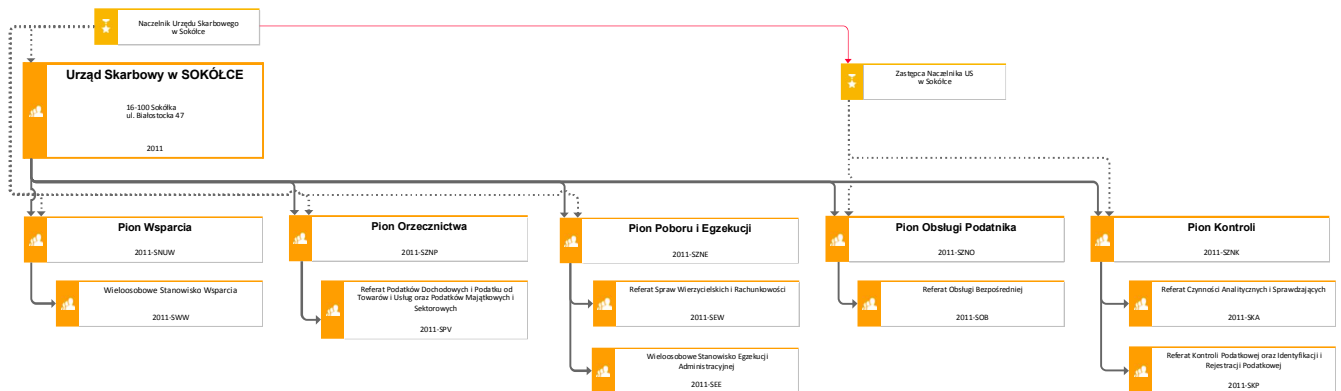 Naczelnik Urzędu Skarbowego
w Sokółce
Urząd Skarbowy w SOKÓŁCE
16-100 Sokółka
ul. Białostocka 47
2011
Zastępca Naczelnika US
w Sokółce
Pion Wsparcia
2011-SNUW
Pion Orzecznictwa
2011-SZNP
Pion Poboru i Egzekucji
2011-SZNE
Pion Obsługi Podatnika
2011-SZNO
Pion Kontroli
2011-SZNK
Wieloosobowe Stanowisko Wsparcia
2011-SWW
Referat Podatków Dochodowych i Podatku od
Towarów i Usług oraz Podatków Majątkowych i
Sektorowych
2011-SPV
Referat Spraw Wierzycielskich i Rachunkowości
2011-SEW
Referat Obsługi Bezpośredniej
2011-SOB
Referat Czynności Analitycznych i Sprawdzających
2011-SKA
Wieloosobowe Stanowisko Egzekucji
Administracyjnej
2011-SEE
Referat Kontroli Podatkowej oraz Identyfikacji i
Rejestracji Podatkowej
2011-SKP